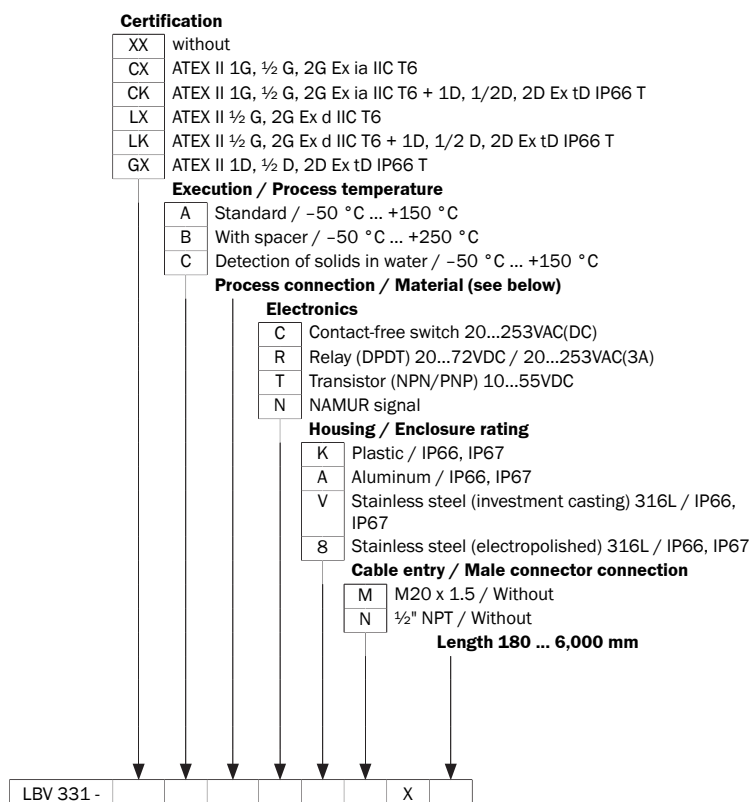 Certification
XX without
CX ATEX II 1G, ½ G, 2G Ex ia IIC T6
CK ATEX II 1G, ½ G, 2G Ex ia IIC T6 + 1D, 1/2D, 2D Ex tD IP66 T
LX ATEX II ½ G, 2G Ex d IIC T6
LK ATEX II ½ G, 2G Ex d IIC T6 + 1D, 1/2 D, 2D Ex tD IP66 T
GX ATEX II 1D, ½ D, 2D Ex tD IP66 T
Execution / Process temperature
A Standard / –50 °C ... +150 °C
B With spacer / –50 °C ... +250 °C
C Detection of solids in water / –50 °C ... +150 °C
Process connection / Material (see below)
Electronics
C Contact-free switch 20...253VAC(DC)
R Relay (DPDT) 20...72VDC / 20...253VAC(3A)
T Transistor (NPN/PNP) 10...55VDC
N NAMUR signal
Housing / Enclosure rating
K Plastic / IP66, IP67
A Aluminum / IP66, IP67
V Stainless steel (investment casting) 316L / IP66,
IP67
8 Stainless steel (electropolished) 316L / IP66, IP67
Cable entry / Male connector connection
M M20 x 1.5 / Without
N ½" NPT / Without
Length 180 ... 6,000 mm
LBV 331 - X